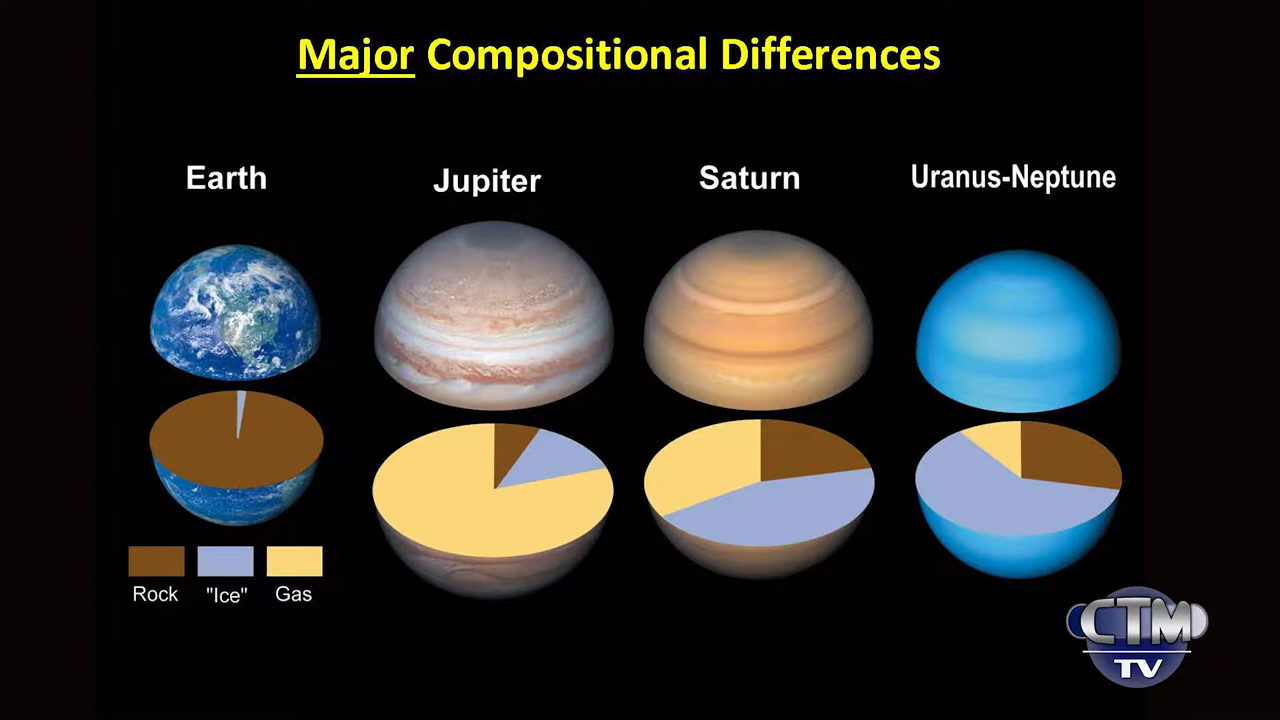 Major Compositional Differences
Earth
Jupiter
Saturn
Uranus-Neptune
Rock
"Ice"
Gas
CTM
TV